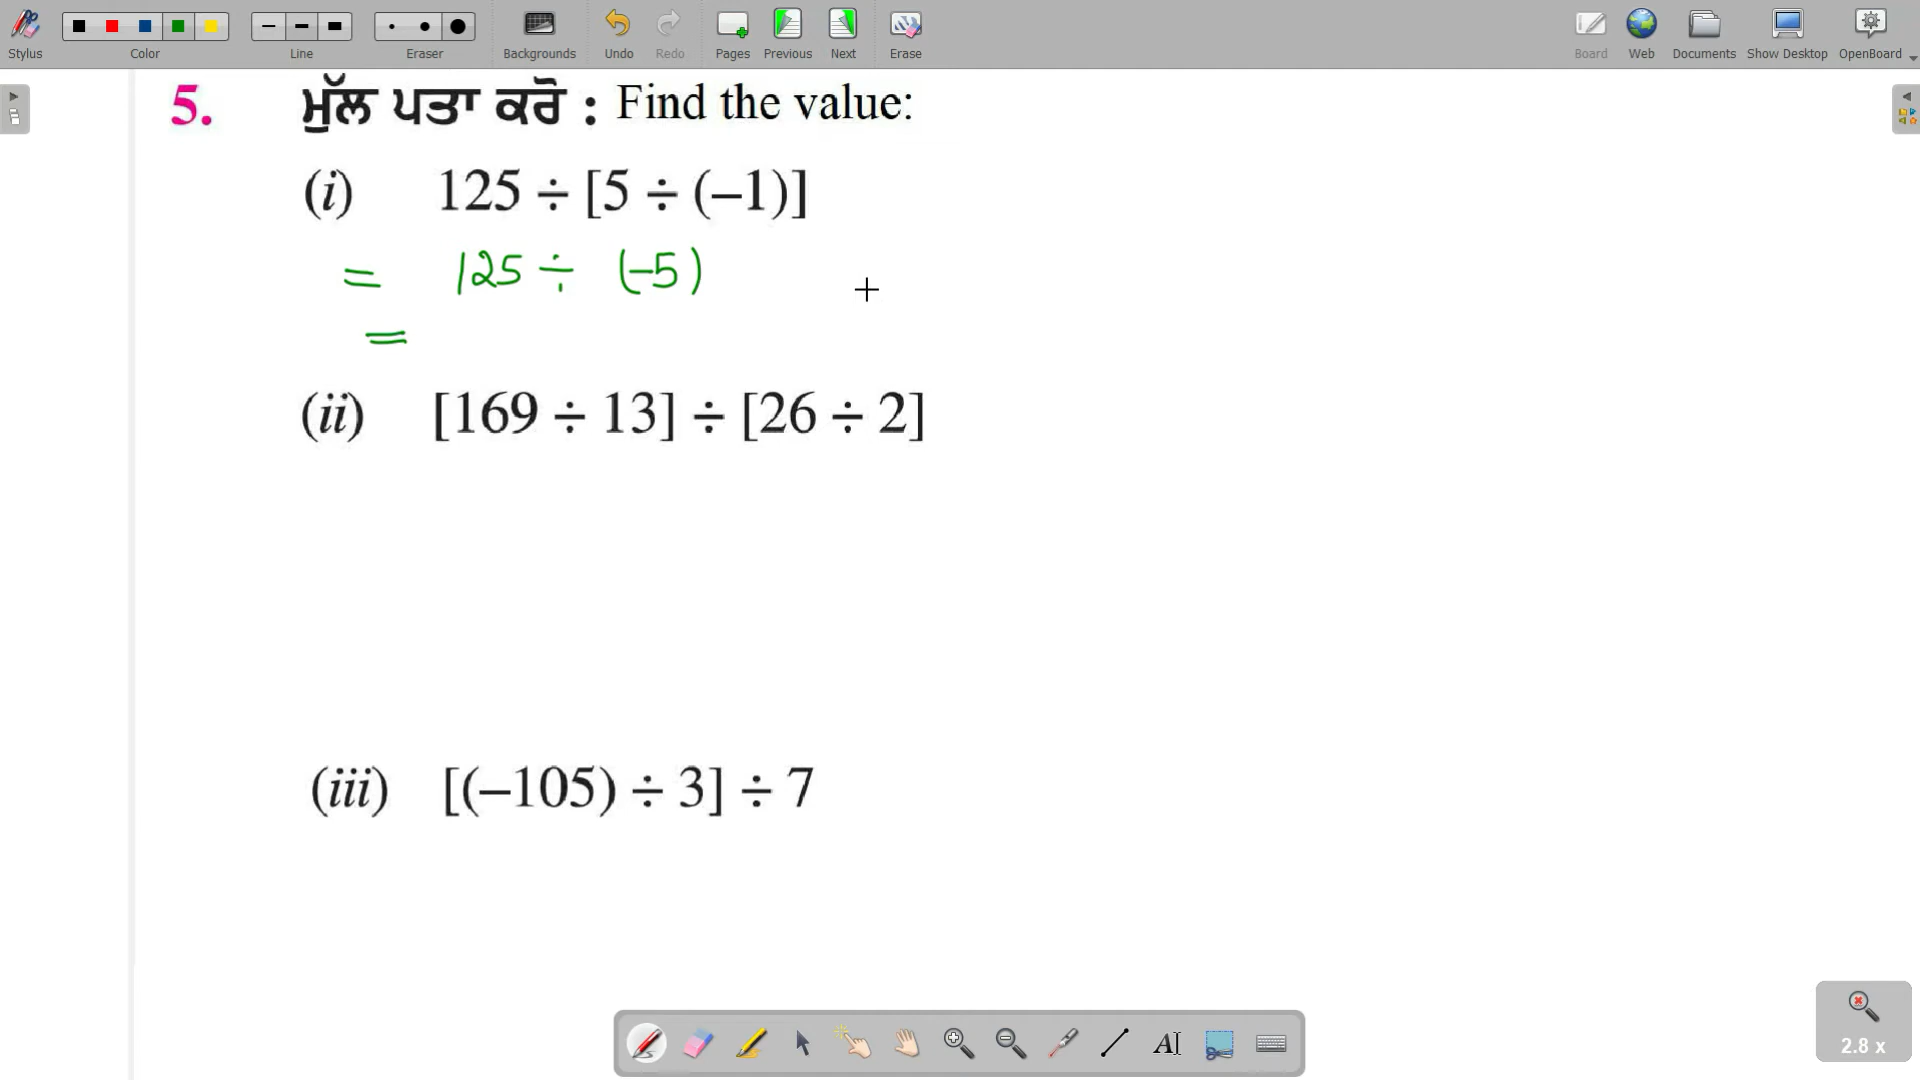 Stylus Color Line Eraser Backgrounds Undo Redo Pages Previous Next Erase Board Web Documents Show Desktop OpenBoard
5. ਮੁੱਲ ਪਤਾ ਕਰੋ : Find the value:
(i) 125 ÷ [5 ÷ (–1)]
= 125 ÷ (–5)
=
(ii) [169 ÷ 13] ÷ [26 ÷ 2]
(iii) [(–105) ÷ 3] ÷ 7
2.8 x